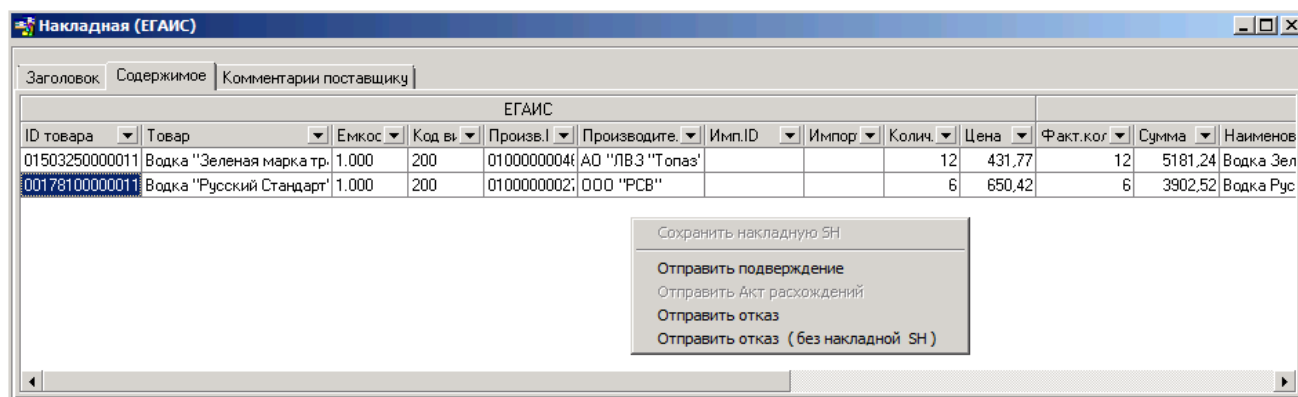 Накладная (ЕГАИС)
Заголовок Содержимое Комментарии поставщику
ЕГАИС
ID товара Товар Емкос Код ви Произв.I Производите. Имп.ID Импор Колич. Цена Факт.кол Сумма Наименов
01503250000011 Водка "Зеленая марка тр. 1.000 200 0100000004 АО "ЛВЗ "Топаз" 12 431,77 12 5181,24 Водка Зел
00178100000011 Водка "Русский Стандарт" 1.000 200 0100000002 ООО "РСВ" 6 650,42 6 3902,52 Водка Рус
Сохранить накладную SH
Отправить подверждение
Отправить Акт расхождений
Отправить отказ
Отправить отказ ( без накладной SH )